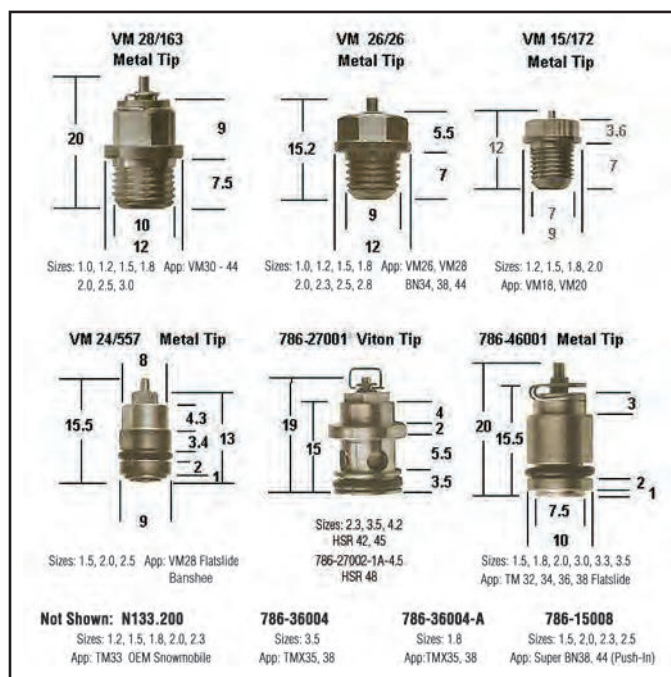 VM 28/163
Metal Tip
20
9
7.5
10
12
Sizes: 1.0, 1.2, 1.5, 1.8 App: VM30 - 44
2.0, 2.5, 3.0
VM 26/26
Metal Tip
15.2
5.5
7
9
12
Sizes: 1.0, 1.2, 1.5, 1.8 App: VM26, VM28
2.0, 2.3, 2.5, 2.8 BN34, 38, 44
VM 15/172
Metal Tip
12
3.6
7
7
9
Sizes: 1.2, 1.5, 1.8, 2.0
App: VM18, VM20
VM 24/557 Metal Tip
8
15.5
4.3
3.4
2
1
13
9
Sizes: 1.5, 2.0, 2.5 App: VM28 Flatslide
Banshee
786-27001 Viton Tip
19
15
4
2
5.5
3.5
Sizes: 2.3, 3.5, 4.2
HSR 42, 45
786-27002-1A-4.5
HSR 48
786-46001 Metal Tip
20
15.5
3
2
1
7.5
10
Sizes: 1.5, 1.8, 2.0, 3.0, 3.3, 3.5
App: TM 32, 34, 36, 38 Flatslide
Not Shown: N133.200
Sizes: 1.2, 1.5, 1.8, 2.0, 2.3
App: TM33 OEM Snowmobile
786-36004
Sizes: 3.5
App: TMX35, 38
786-36004-A
Sizes: 1.8
App:TMX35, 38
786-15008
Sizes: 1.5, 2.0, 2.3, 2.5
App: Super BN38, 44 (Push-In)